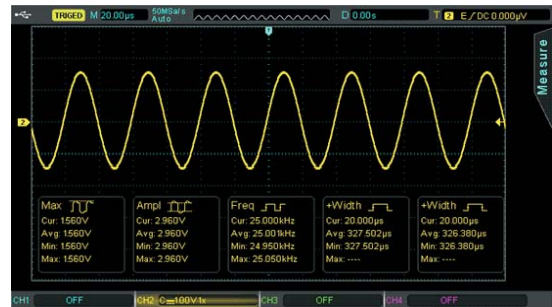 TRIGED M 20.00µs 50MSa/s D 0.00s T 2 E DC 0.000µV
Auto
Measure
2
Max Ampl Freq +Width +Width
Cur: 1.560V Cur: 2.960V Cur: 25.000kHz Cur: 20.000µs Cur: 20.000µs
Avg: 1.560V Avg: 2.960V Avg: 25.001kHz Avg: 327.502µs Avg: 326.380µs
Min: 1.560V Min: 2.960V Min: 24.950kHz Min: 327.502µs Min: 326.380µs
Max: 1.560V Max: 2.960V Max: 25.050kHz Max: ---- Max: ----
CH1 OFF CH2 1.00V 1x CH3 OFF CH4 OFF